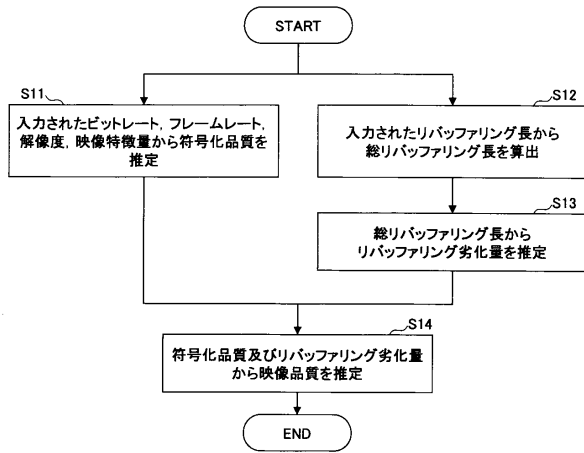 START
S11
入力されたビットレート，フレームレート，
解像度，映像特徴量から符号化品質を
推定
S12
入力されたリバッファリング長から
総リバッファリング長を算出
S13
総リバッファリング長から
リバッファリング劣化量を推定
S14
符号化品質及びリバッファリング劣化量
から映像品質を推定
END